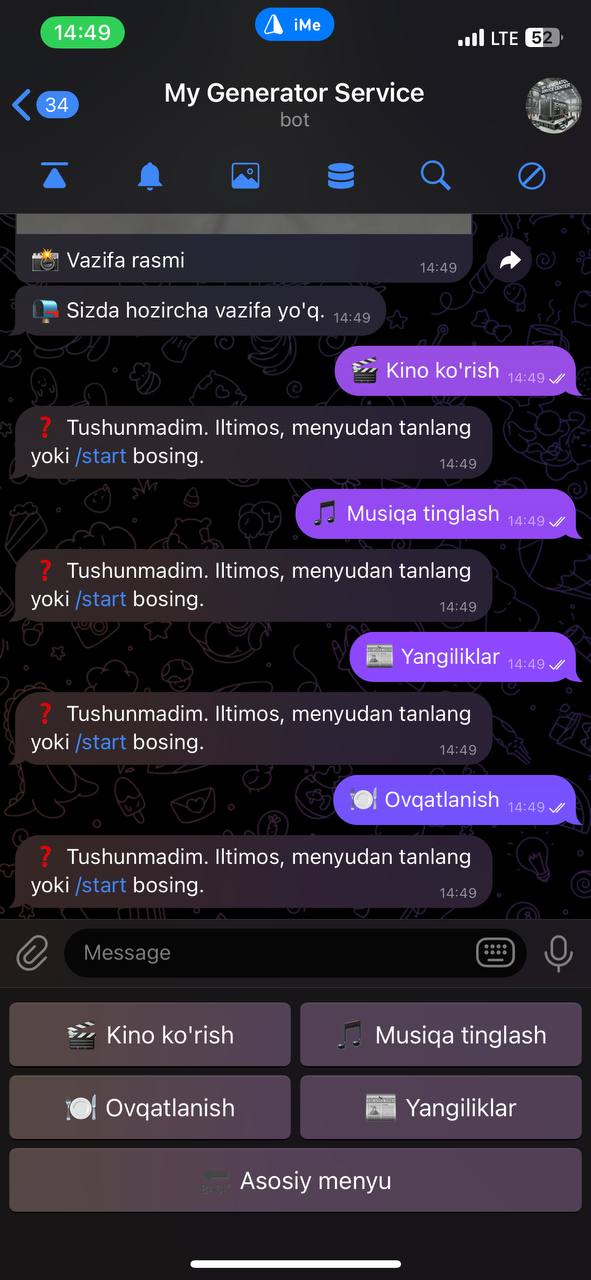 14:49
iMe
LTE 52
34
My Generator Service
bot
📸 Vazifa rasmi 14:49
📭 Sizda hozircha vazifa yo'q. 14:49
🎬 Kino ko'rish 14:49
❓ Tushunmadim. Iltimos, menyudan tanlang
yoki /start bosing. 14:49
🎵 Musiqa tinglash 14:49
❓ Tushunmadim. Iltimos, menyudan tanlang
yoki /start bosing. 14:49
📰 Yangiliklar 14:49
❓ Tushunmadim. Iltimos, menyudan tanlang
yoki /start bosing. 14:49
🍽 Ovqatlanish 14:49
❓ Tushunmadim. Iltimos, menyudan tanlang
yoki /start bosing. 14:49
Message
🎬 Kino ko'rish
🎵 Musiqa tinglash
🍽 Ovqatlanish
📰 Yangiliklar
Asosiy menyu